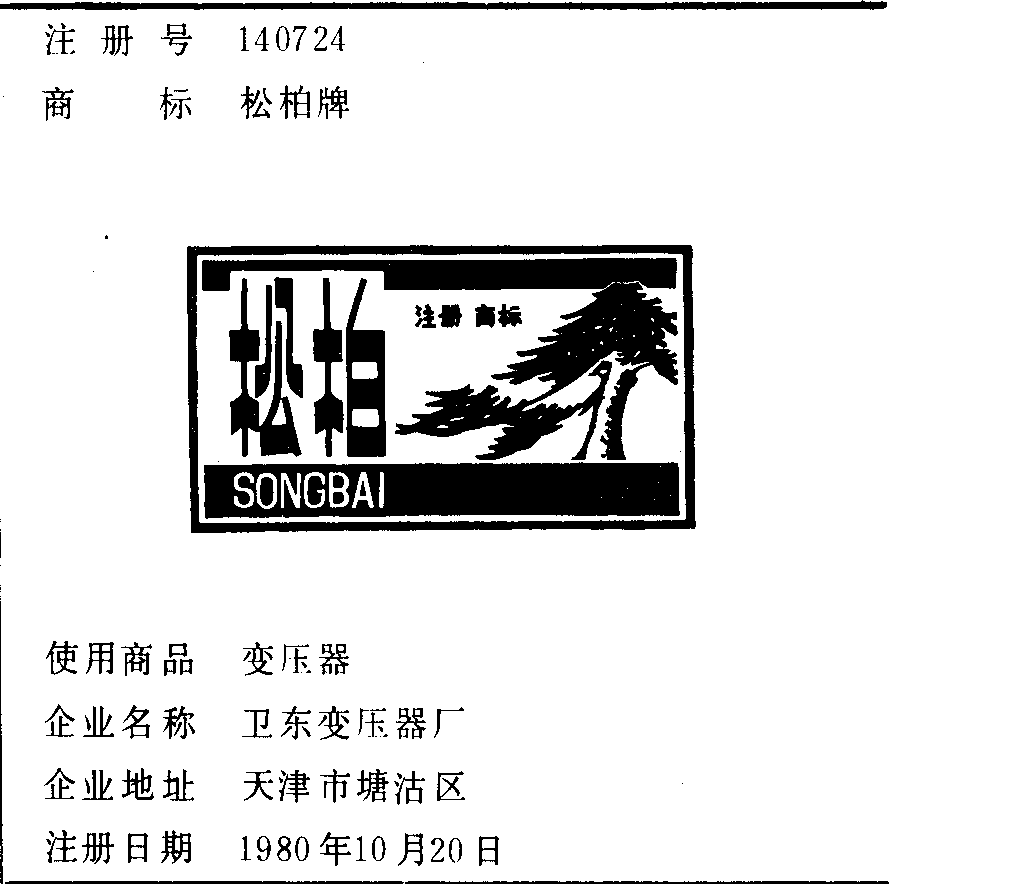 注册号 140724
商标 松柏牌
松柏
注册 商标
SONGBAI
使用商品 变压器
企业名称 卫东变压器厂
企业地址 天津市塘沽区
注册日期 1980年10月20日